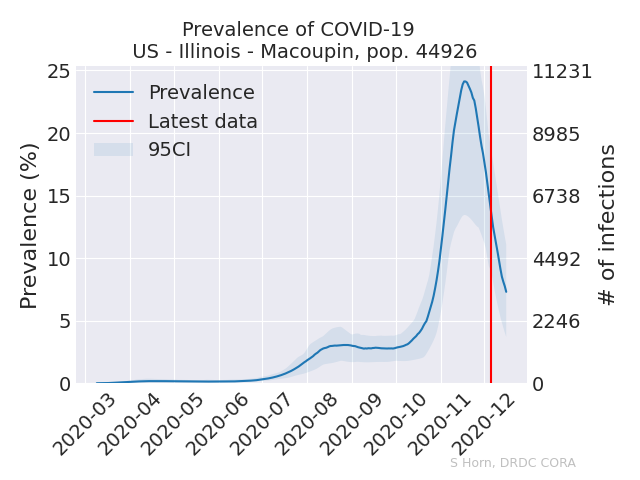 Prevalence of COVID-19
US - Illinois - Macoupin, pop. 44926
Prevalence
Latest data
95CI
25
20
15
10
5
0
11231
8985
6738
4492
2246
0
Prevalence (%)
# of infections
2020-03
2020-04
2020-05
2020-06
2020-07
2020-08
2020-09
2020-10
2020-11
2020-12
S Horn, DRDC CORA